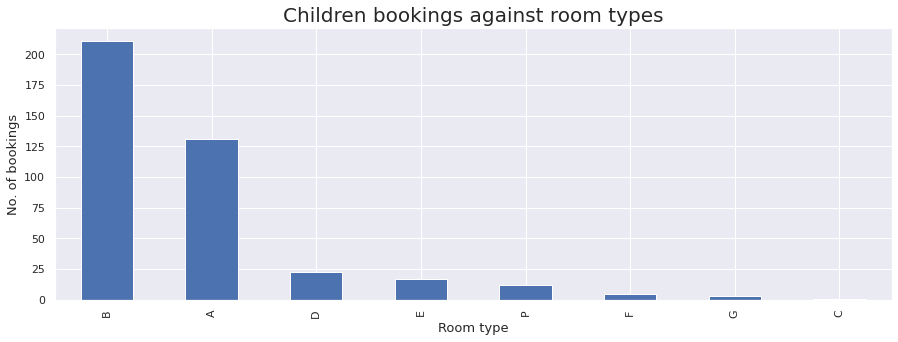 Children bookings against room types
No. of bookings
200
175
150
125
100
75
50
25
0
B A D E P F G C
Room type